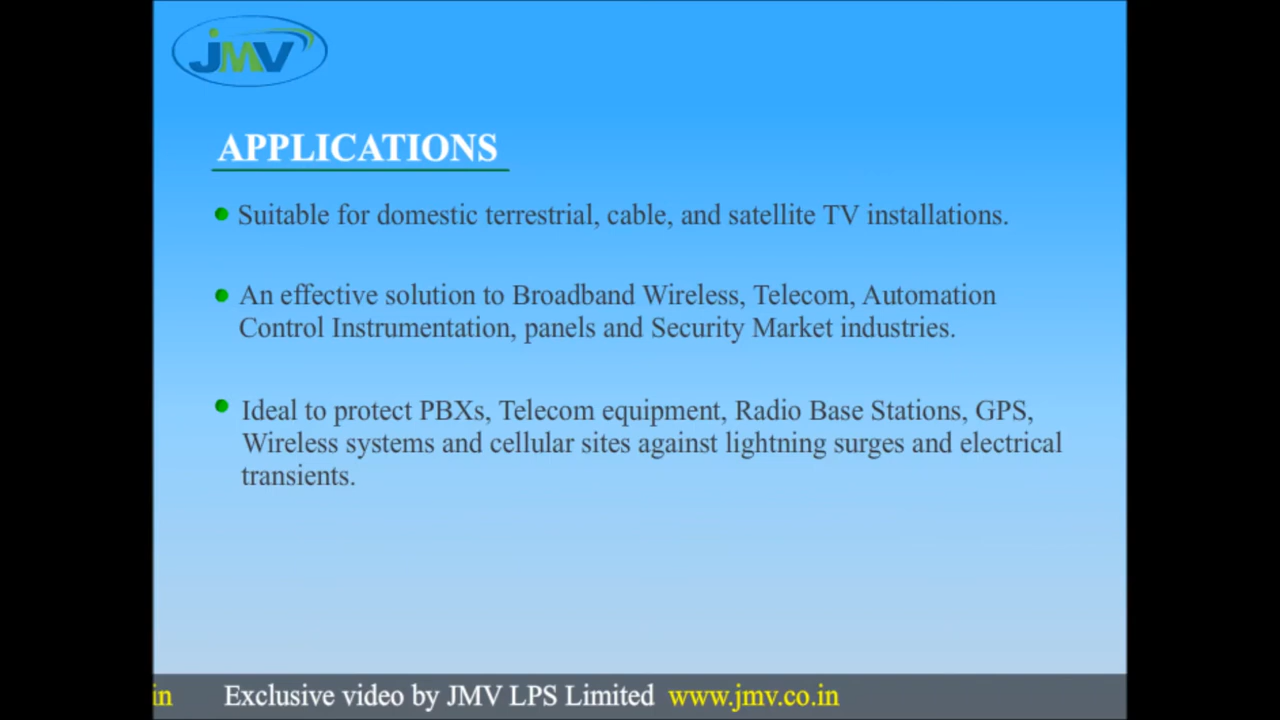 JMV
APPLICATIONS
Suitable for domestic terrestrial, cable, and satellite TV installations.
An effective solution to Broadband Wireless, Telecom, Automation
Control Instrumentation, panels and Security Market industries.
Ideal to protect PBXs, Telecom equipment, Radio Base Stations, GPS,
Wireless systems and cellular sites against lightning surges and electrical
transients.
in Exclusive video by JMV LPS Limited www.jmv.co.in